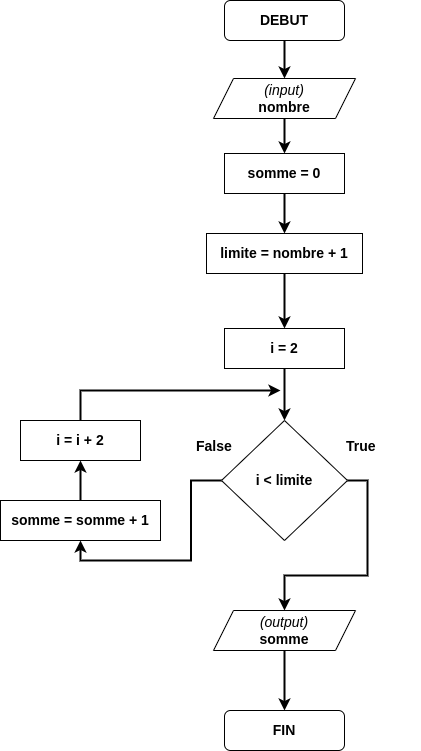 DEBUT
(input)
nombre
somme = 0
limite = nombre + 1
i = 2
i = i + 2
False
True
i < limite
somme = somme + 1
(output)
somme
FIN